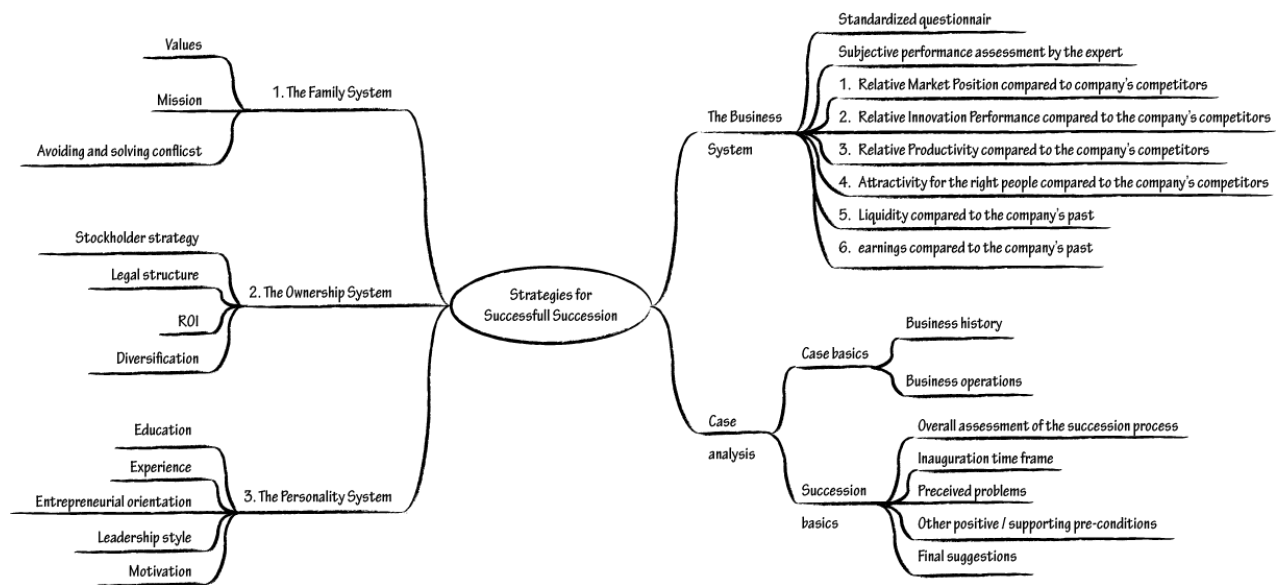 Strategies for
Successfull Succession
1. The Family System
Values
Mission
Avoiding and solving conflicst
2. The Ownership System
Stockholder strategy
Legal structure
ROI
Diversification
3. The Personality System
Education
Experience
Entrepreneurial orientation
Leadership style
Motivation
The Business
System
Standardized questionnair
Subjective performance assessment by the expert
1. Relative Market Position compared to company's competitors
2. Relative Innovation Performance compared to the company's competitors
3. Relative Productivity compared to the company's competitors
4. Attractivity for the right people compared to the company's competitors
5. Liquidity compared to the company's past
6. earnings compared to the company's past
Case
analysis
Case basics
Business history
Business operations
Succession
basics
Overall assessment of the succession process
Inauguration time frame
Preceived problems
Other positive / supporting pre-conditions
Final suggestions